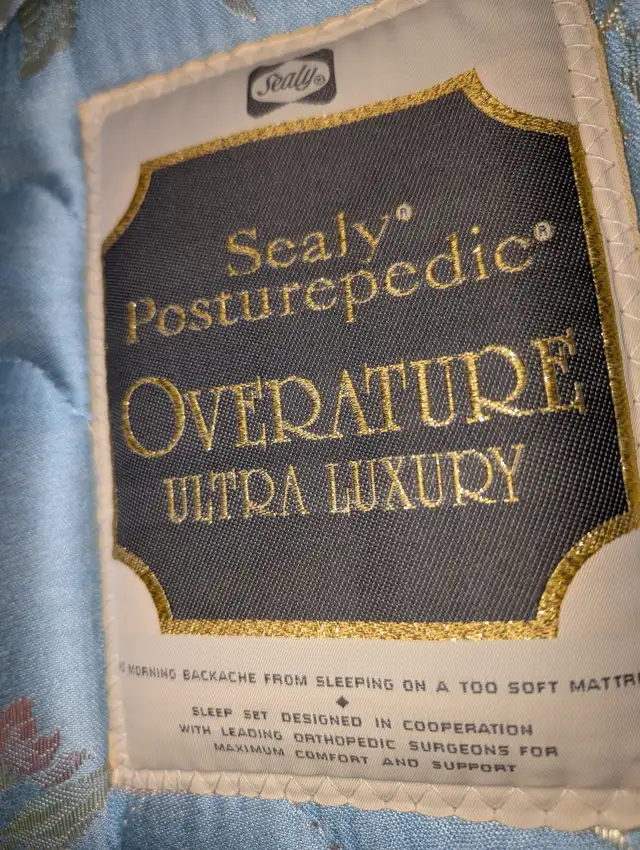 Sealy®
Sealy®
Posturepedic®
OVERATURE
ULTRA LUXURY
MORNING BACKACHE FROM SLEEPING ON A TOO SOFT
SLEEP SET DESIGNED IN COOPERATION
WITH LEADING ORTHOPEDIC SURGEONS FOR
MAXIMUM COMFORT AND SUPPORT